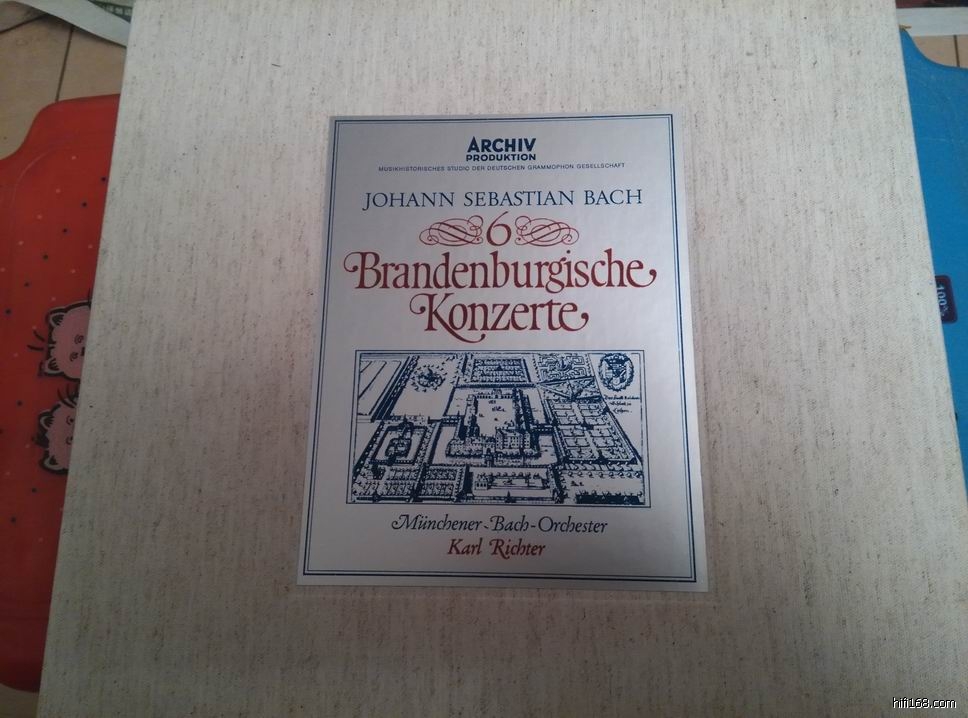 ARCHIV
PRODUKTION
MUSIKHISTORISCHES STUDIO DER DEUTSCHEN GRAMMOPHON GESELLSCHAFT
JOHANN SEBASTIAN BACH
6
Brandenburgische
Konzerte
Münchener-Bach-Orchester
Karl Richter
100%
hifi168.com